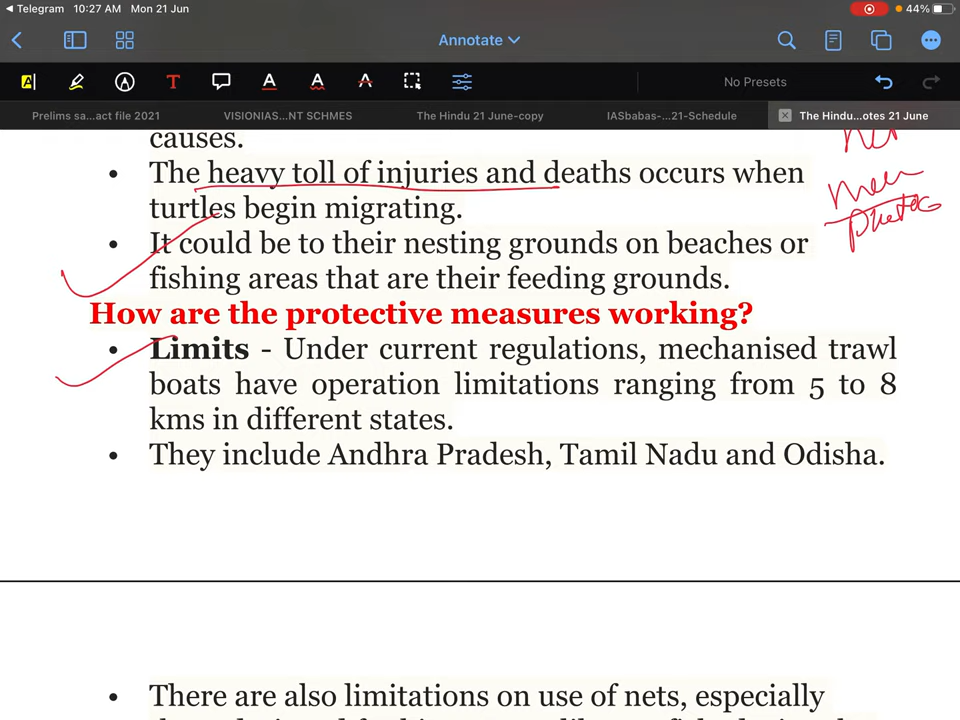 Telegram 10:27 AM Mon 21 Jun 44%
Annotate
No Presets
Prelims sa...act file 2021 VISIONIAS...NT SCHMES The Hindu 21 June-copy IASbabas-...21-Schedule The Hindu...otes 21 June
causes.
• The heavy toll of injuries and deaths occurs when
turtles begin migrating.
• It could be to their nesting grounds on beaches or
fishing areas that are their feeding grounds.
How are the protective measures working?
• Limits - Under current regulations, mechanised trawl
boats have operation limitations ranging from 5 to 8
kms in different states.
• They include Andhra Pradesh, Tamil Nadu and Odisha.
• There are also limitations on use of nets, especially